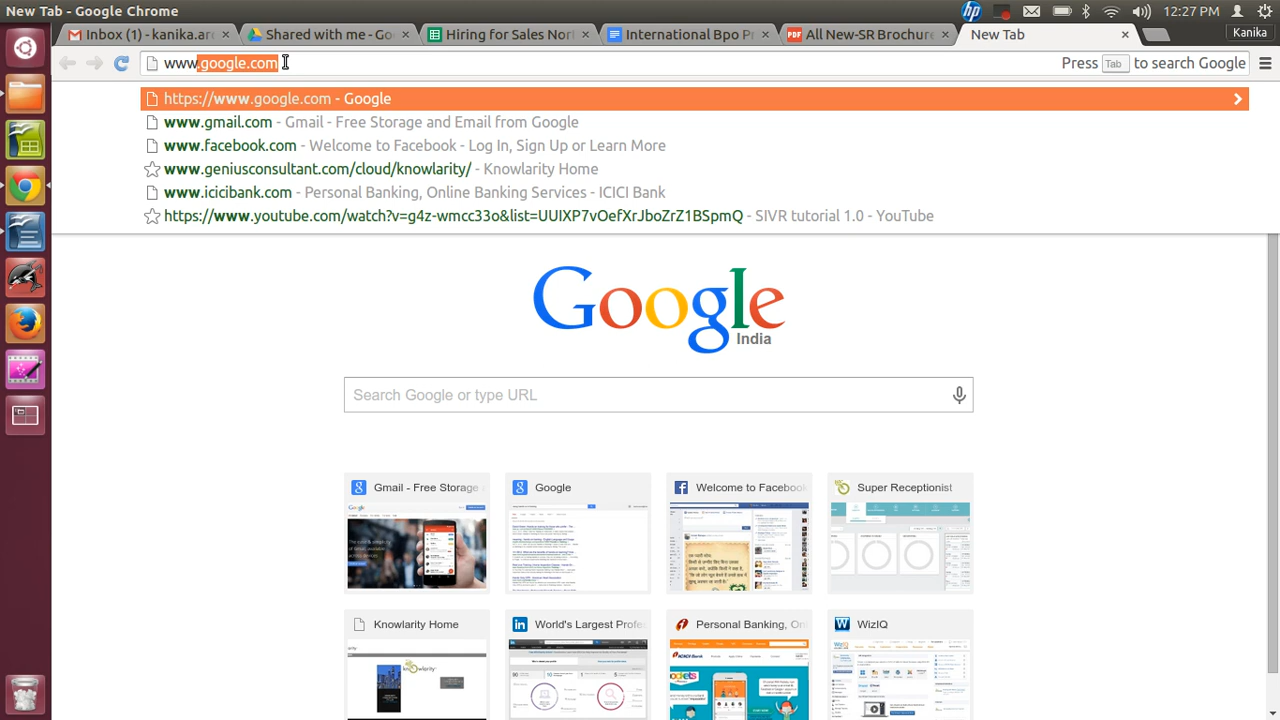 New Tab - Google Chrome
12:27 PM
Kanika
Inbox (1) - kanika.ar
Shared with me - Go
Hiring for Sales Nor
International Bpo Pr
All New-SR Brochure
New Tab
Kanika
www.google.com
Press Tab to search Google
https://www.google.com - Google
www.gmail.com - Gmail - Free Storage and Email from Google
www.facebook.com - Welcome to Facebook - Log In, Sign Up or Learn More
www.geniusconsultant.com/cloud/knowlarity/ - Knowlarity Home
www.icicibank.com - Personal Banking, Online Banking Services - ICICI Bank
https://www.youtube.com/watch?v=g4z-wmcc33o&list=UUIXP7vOefXrJboZrZ1BSpmQ - SIVR tutorial 1.0 - YouTube
Google
India
Search Google or type URL
Gmail - Free Storage
Google
Welcome to Facebook
Super Receptionist
Knowlarity Home
World's Largest Profe
Personal Banking, On
WizIQ